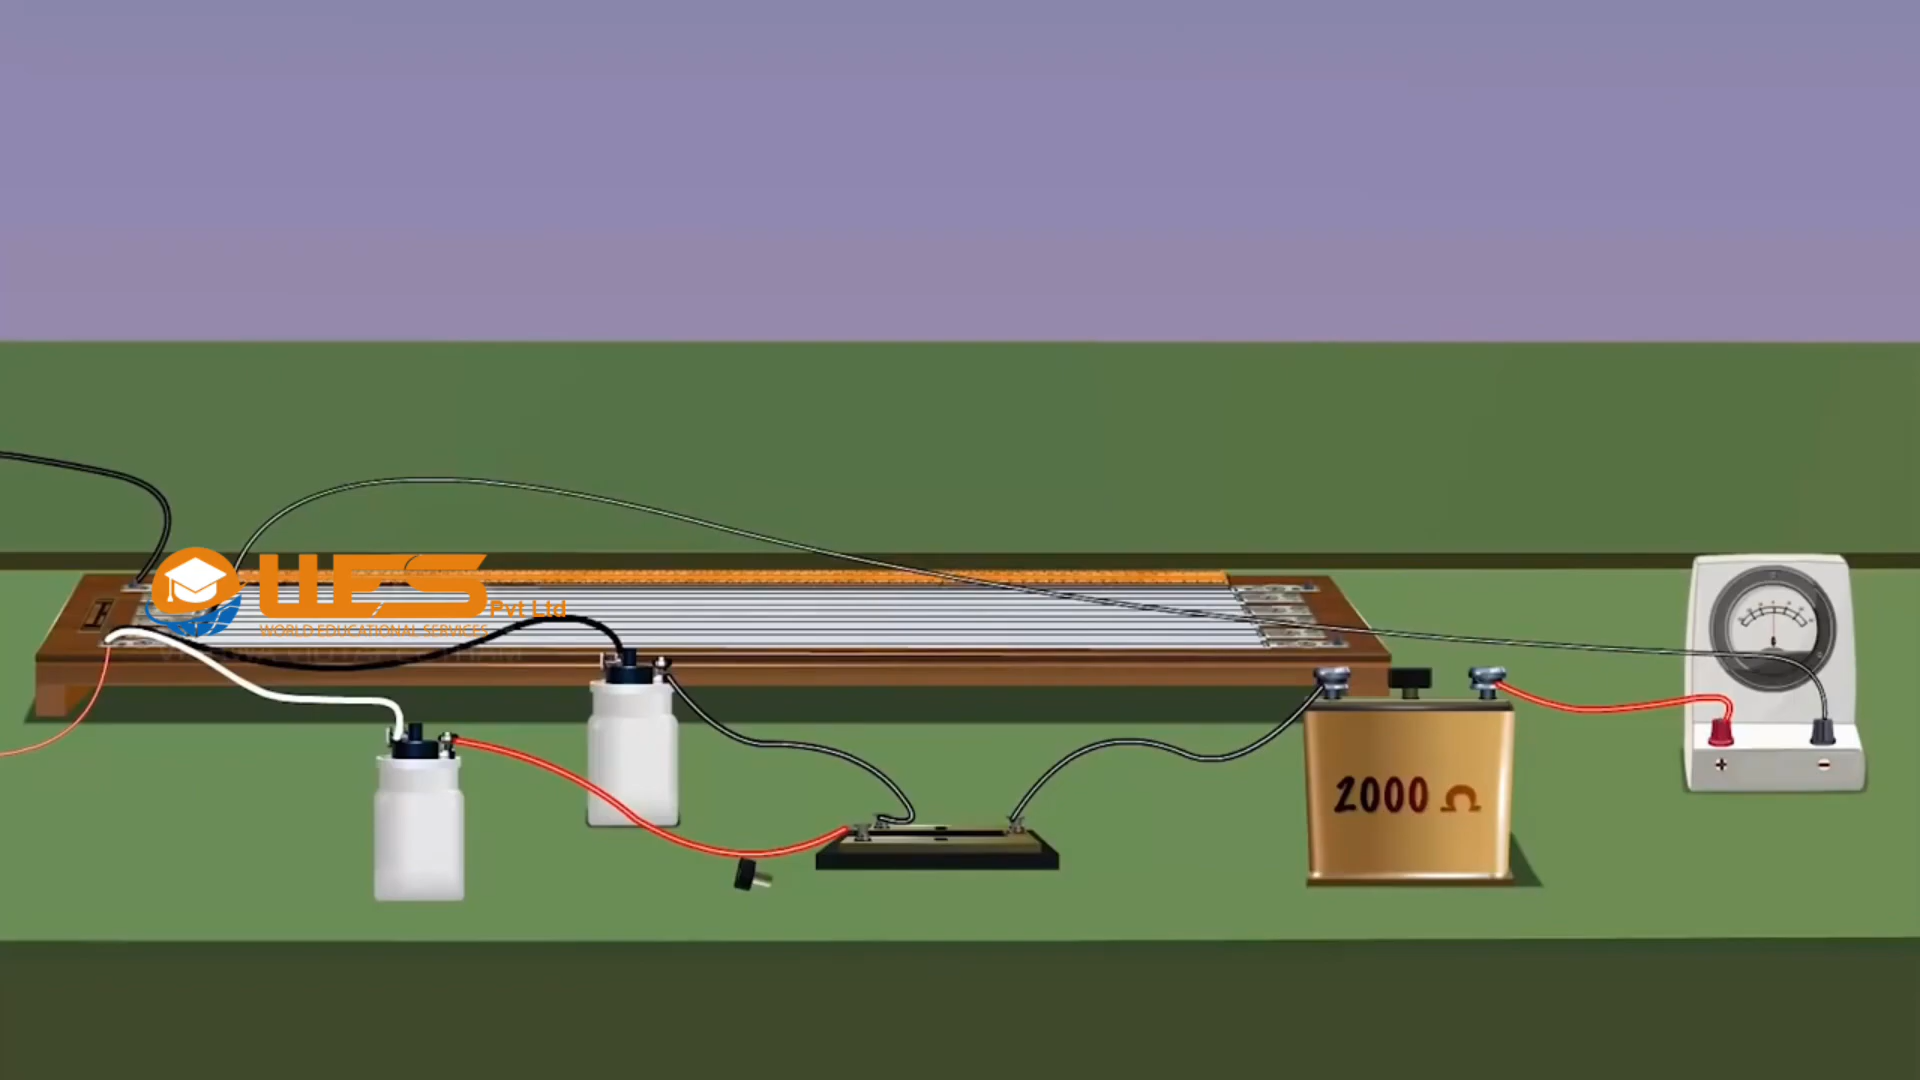 WES Pvt Ltd
WORLD EDUCATIONAL SERVICES
2000 Ω
+ −